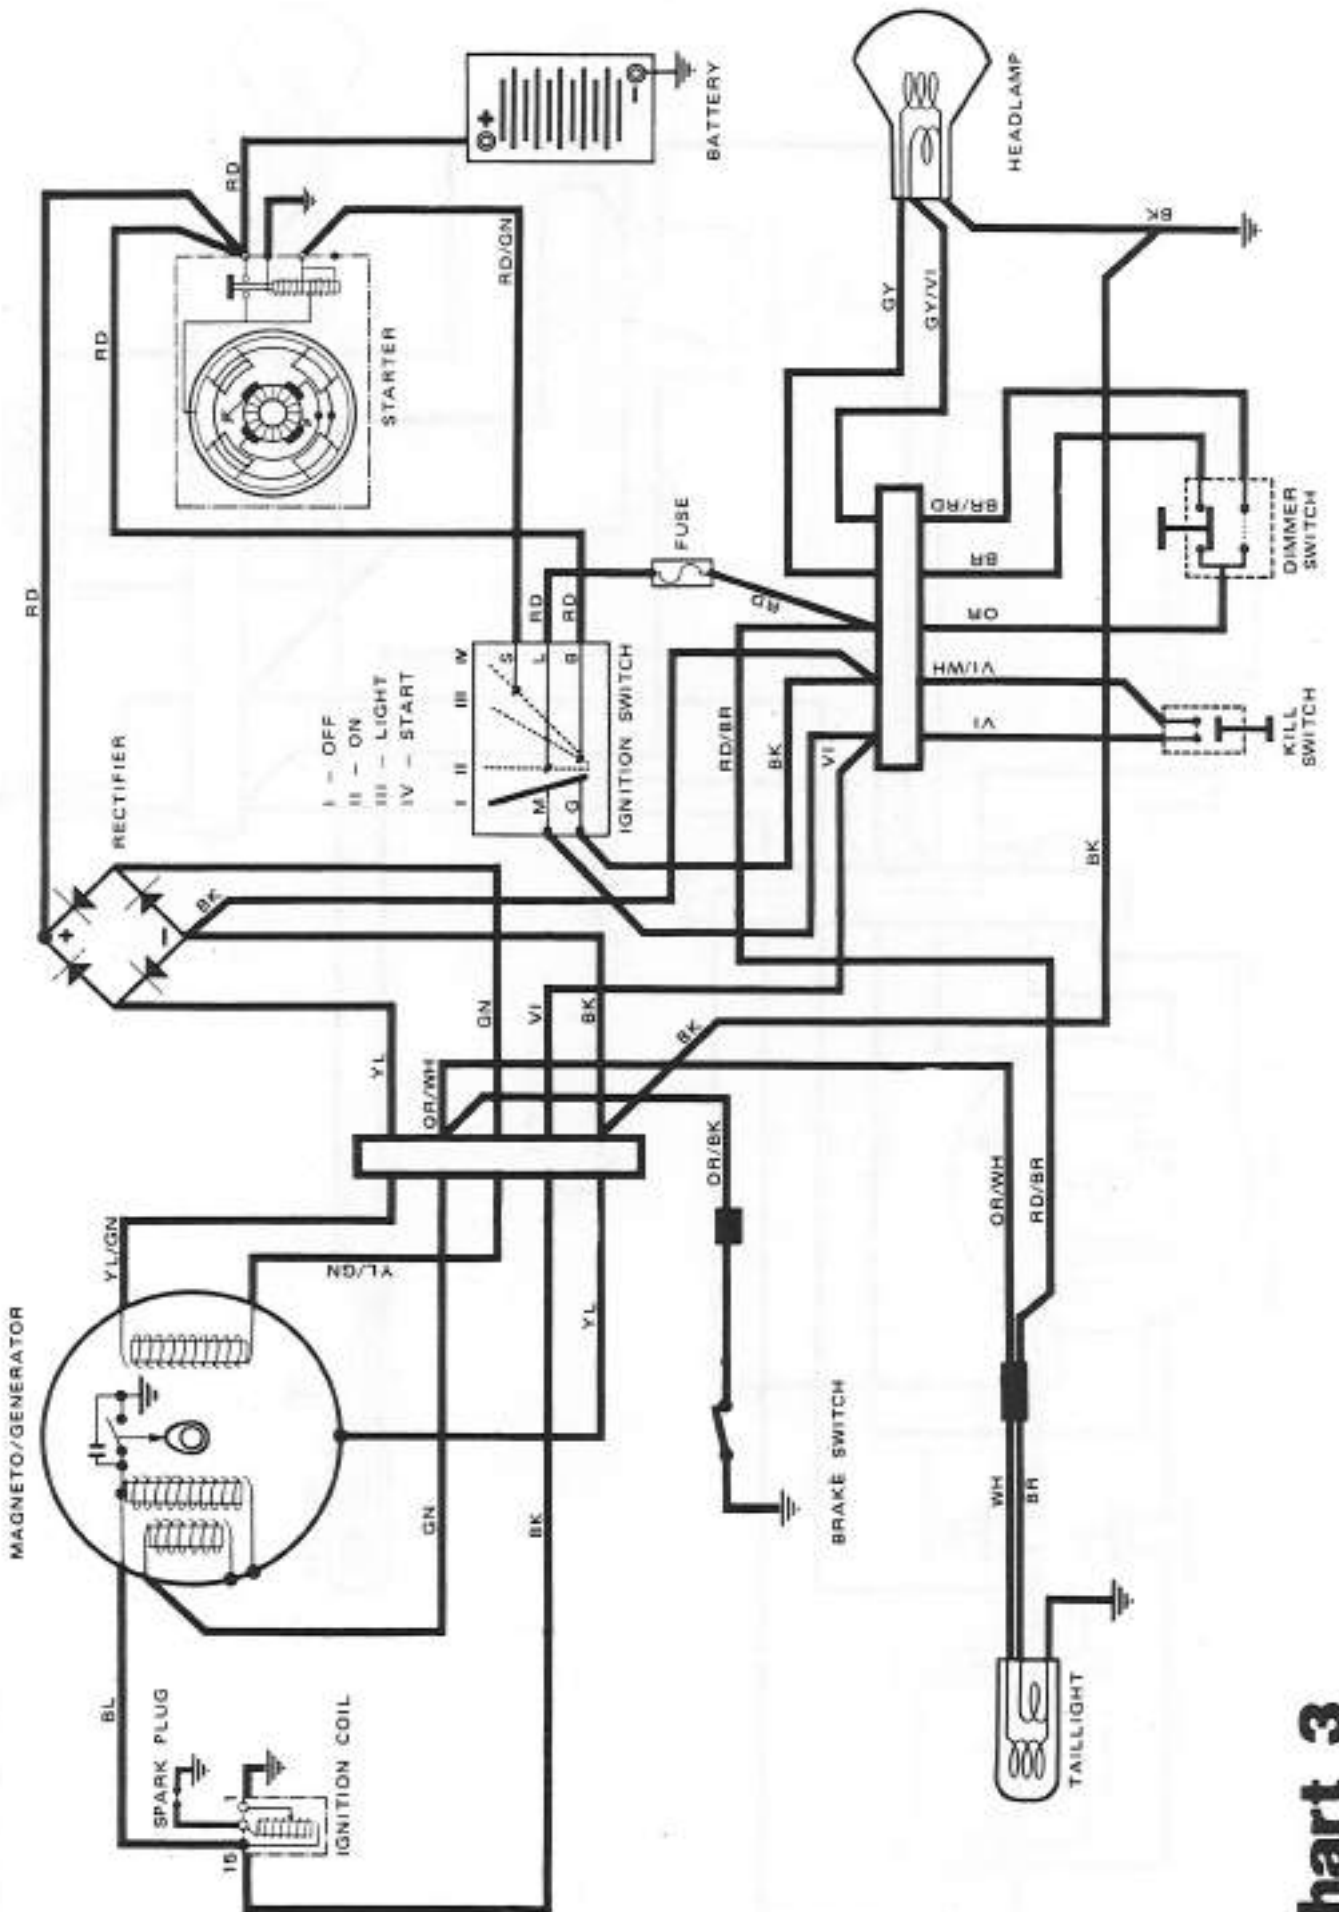 MAGNETO/GENERATOR
YL/GN
YL/GN
BL
SPARK PLUG
15
1
IGNITION COIL
GN
BK
YL
RECTIFIER
+
−
RD
BK
YL
OR/WH
GN
VI
BK
BK
I – OFF
II – ON
III – LIGHT
IV – START
I
II
III
IV
M
G
S
L
B
IGNITION SWITCH
RD
RD
RD/GN
STARTER
RD
RD
BATTERY
+
−
FUSE
RD
RD/BR
BK
VI
BR/RD
BR
OR
VI/WH
VI
GY
GY/VI
HEADLAMP
BK
BK
DIMMER
SWITCH
KILL
SWITCH
OR/BK
BRAKE SWITCH
OR/WH
RD/BR
WH
BR
TAILLIGHT
hart 3